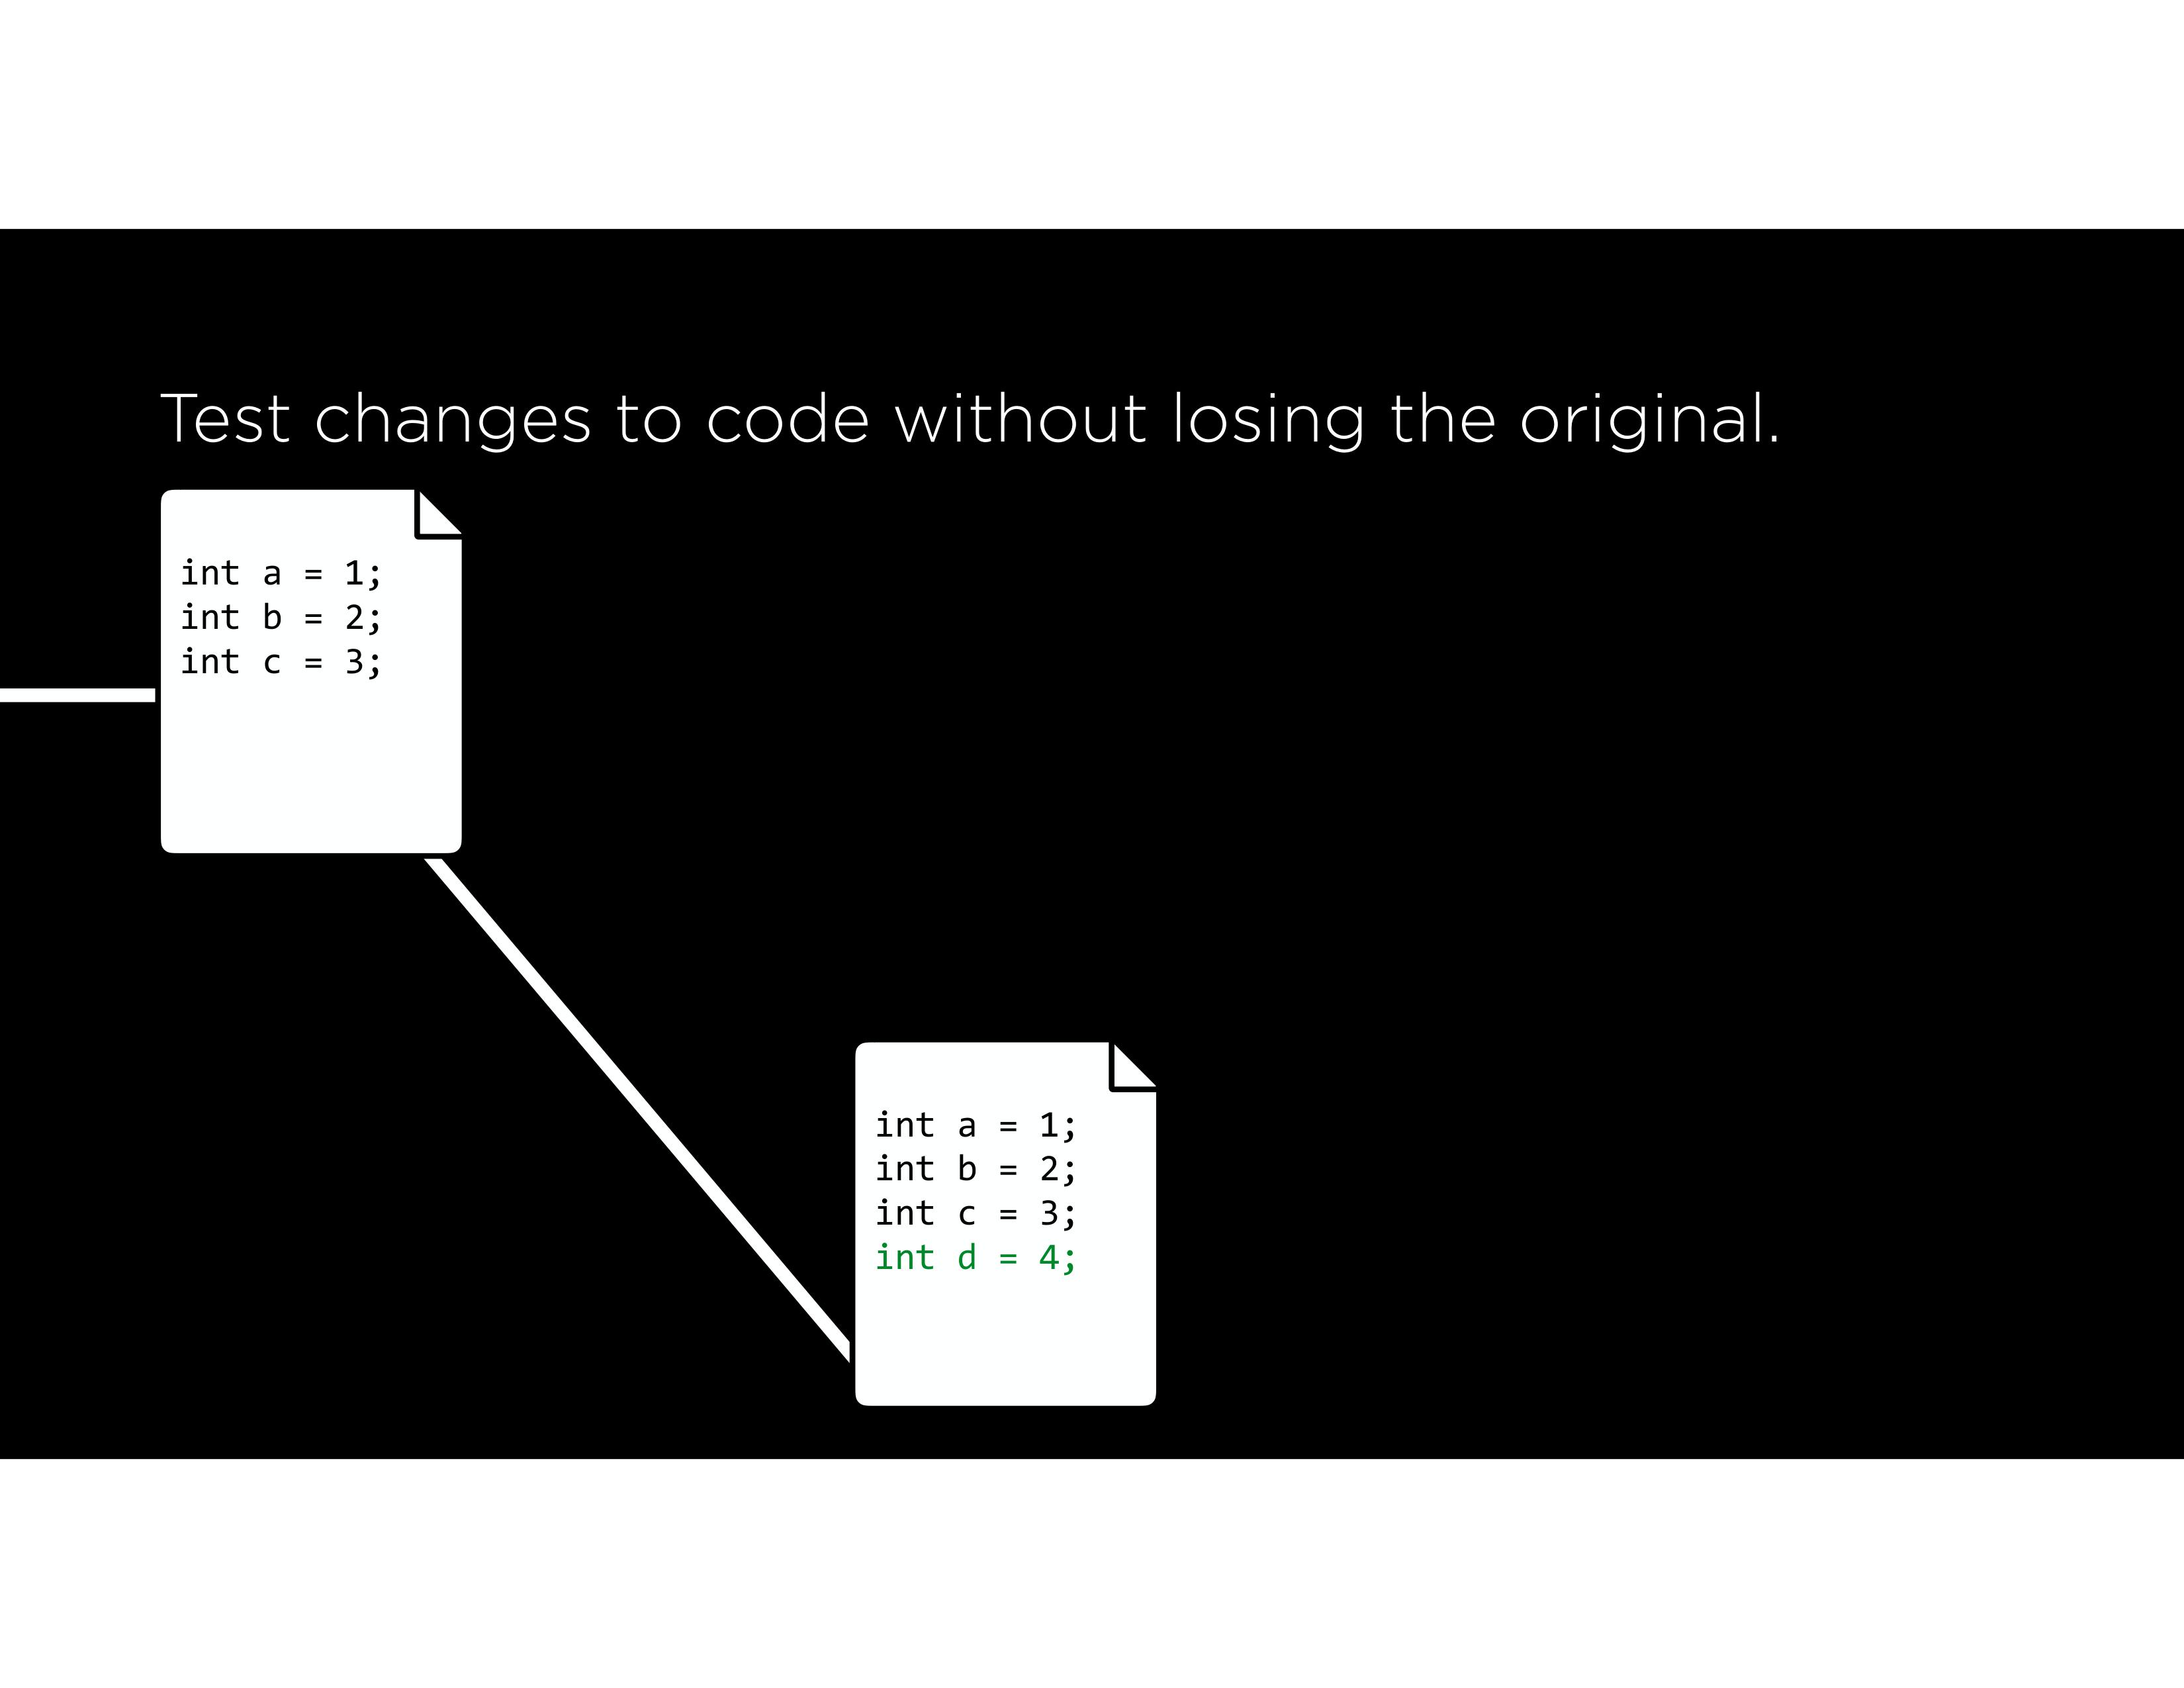 Test changes to code without losing the original.
int a = 1;
int b = 2;
int c = 3;
int a = 1;
int b = 2;
int c = 3;
int d = 4;